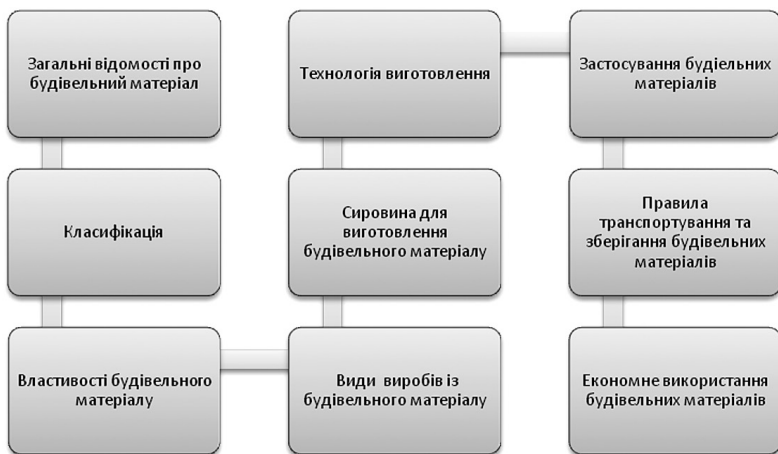 Загальні відомості про
будівельний матеріал
Класифікація
Властивості будівельного
матеріалу
Види виробів із
будівельного матеріалу
Сировина для
виготовлення
будівельного матеріалу
Технологія виготовлення
Застосування будіельних
матеріалів
Правила
транспортування та
зберігання будівельних
матеріалів
Економне використання
будівельних матеріалів